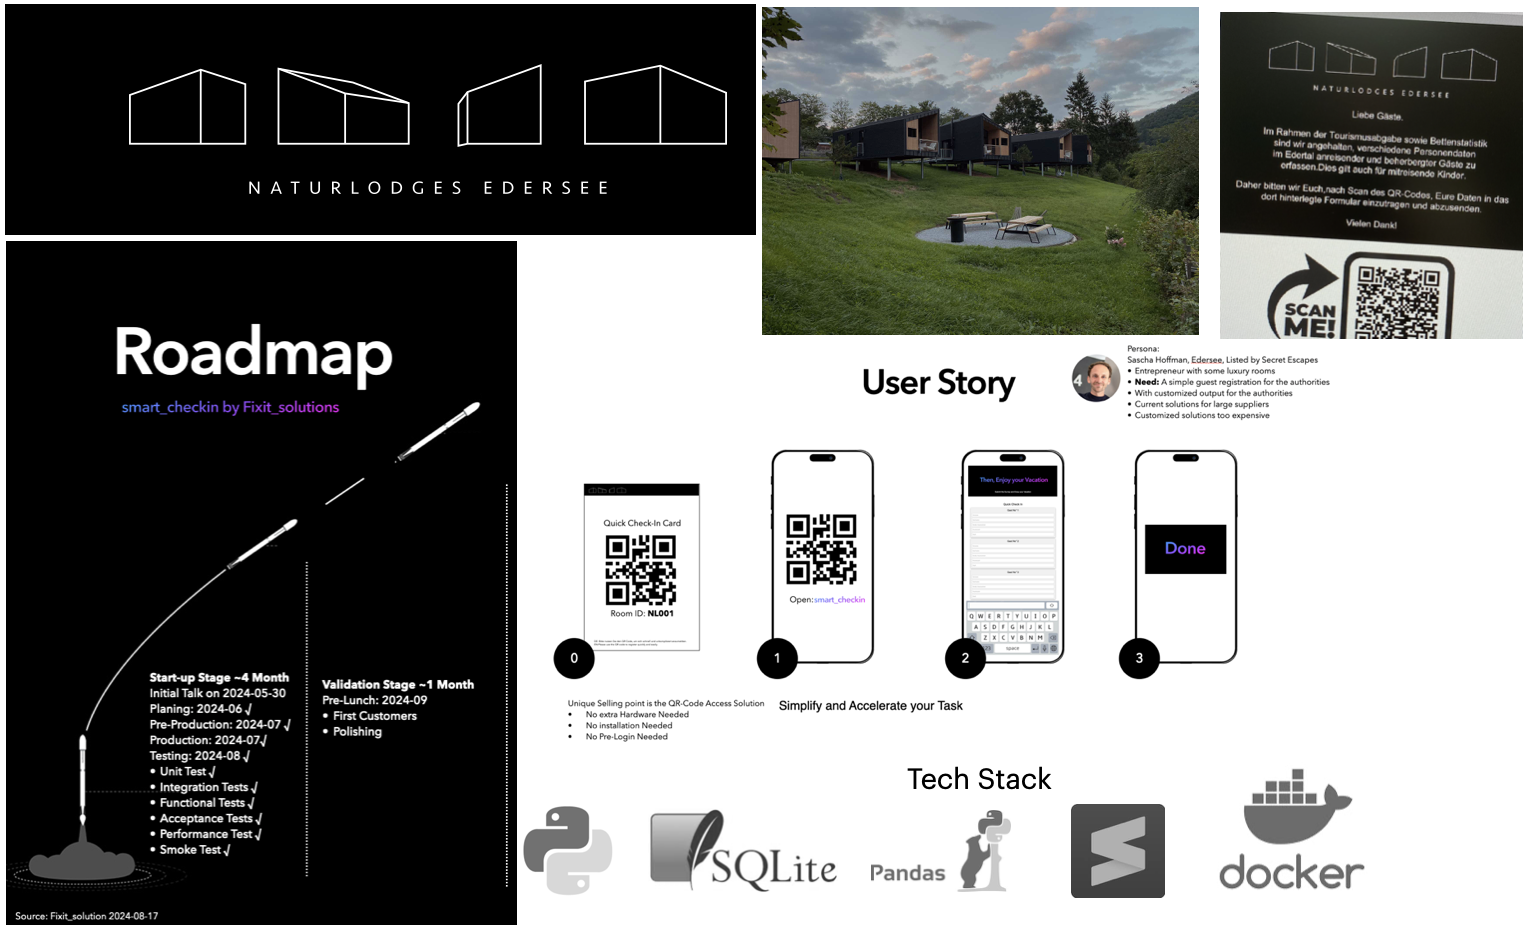 NATURLODGES EDERSEE
NATURLODGES EDERSEE
Liebe Gäste,
Im Rahmen der Tourismusabgabe sowie Bettenstatistik
sind wir angehalten, verschiedene Personendaten
im Edertal anreisender und beherbergter Gäste zu
erfassen.Dies gilt auch für mitreisende Kinder.
Daher bitten wir Euch,nach Scan des QR-Codes, Eure Daten in das
dort hinterlegte Formular einzutragen und abzusenden.
Vielen Dank!
SCAN
ME!
Roadmap
smart_checkin by Fixit_solutions
Start-up Stage ~4 Month
Initial Talk on 2024-05-30
Planing: 2024-06 √
Pre-Production: 2024-07 √
Production: 2024-07√
Testing: 2024-08 √
• Unit Test √
• Integration Tests √
• Functional Tests √
• Acceptance Tests √
• Performance Test √
• Smoke Test √
Validation Stage ~1 Month
Pre-Lunch: 2024-09
• First Customers
• Polishing
Source: Fixit_solution 2024-08-17
User Story
4
Persona:
Sascha Hoffman, Edersee, Listed by Secret Escapes
• Entrepreneur with some luxury rooms
• Need: A simple guest registration for the authorities
• With customized output for the authorities
• Current solutions for large suppliers
• Customized solutions too expensive
Quick Check-In Card
Room ID: NL001
0
Open:smart_checkin
1
Then, Enjoy your Vacation
Q W E R T Y U I O P
A S D F G H J K L
Z X C V B N M
space
2
Done
3
Unique Selling point is the QR-Code Access Solution
• No extra Hardware Needed
• No installation Needed
• No Pre-Login Needed
Simplify and Accelerate your Task
Tech Stack
SQLite
Pandas
docker